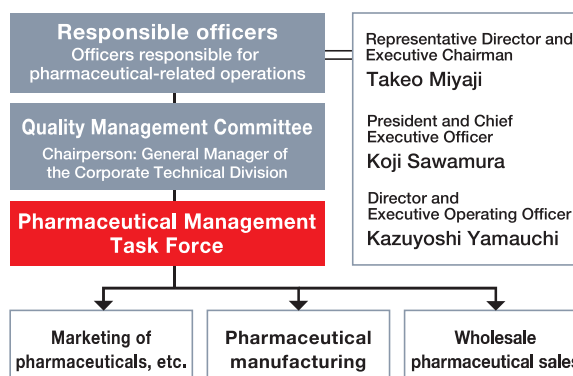 Responsible officers
Officers responsible for
pharmaceutical-related operations
Representative Director and
Executive Chairman
Takeo Miyaji
President and Chief
Executive Officer
Koji Sawamura
Director and
Executive Operating Officer
Kazuyoshi Yamauchi
Quality Management Committee
Chairperson: General Manager of
the Corporate Technical Division
Pharmaceutical Management
Task Force
Marketing of
pharmaceuticals, etc.
Pharmaceutical
manufacturing
Wholesale
pharmaceutical sales